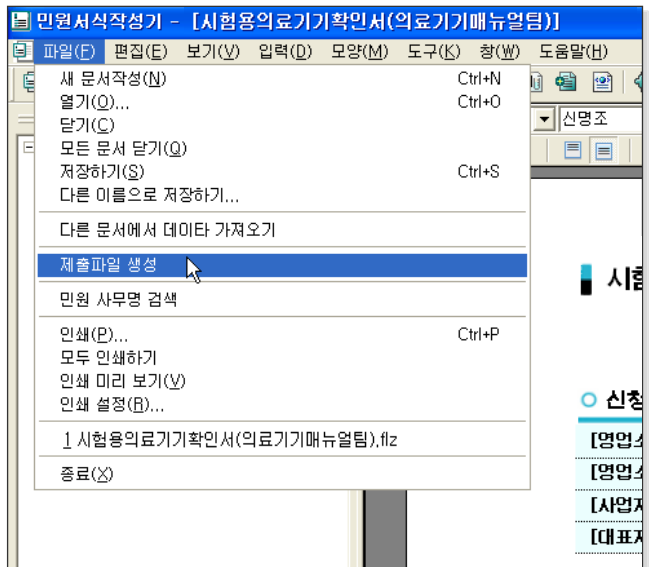 민원서식작성기 - [시험용의료기기확인서(의료기기매뉴얼팀)]
파일(F) 편집(E) 보기(V) 입력(D) 모양(M) 도구(K) 창(W) 도움말(H)
새 문서작성(N) Ctrl+N
열기(O)... Ctrl+O
닫기(C)
모든 문서 닫기(Q)
저장하기(S) Ctrl+S
다른 이름으로 저장하기...
다른 문서에서 데이타 가져오기
제출파일 생성
민원 사무명 검색
인쇄(P)... Ctrl+P
모두 인쇄하기
인쇄 미리 보기(V)
인쇄 설정(R)...
1 시험용의료기기확인서(의료기기매뉴얼팀).flz
종료(X)
신명조
시험
신청
[영업소
[영업소
[사업자
[대표자